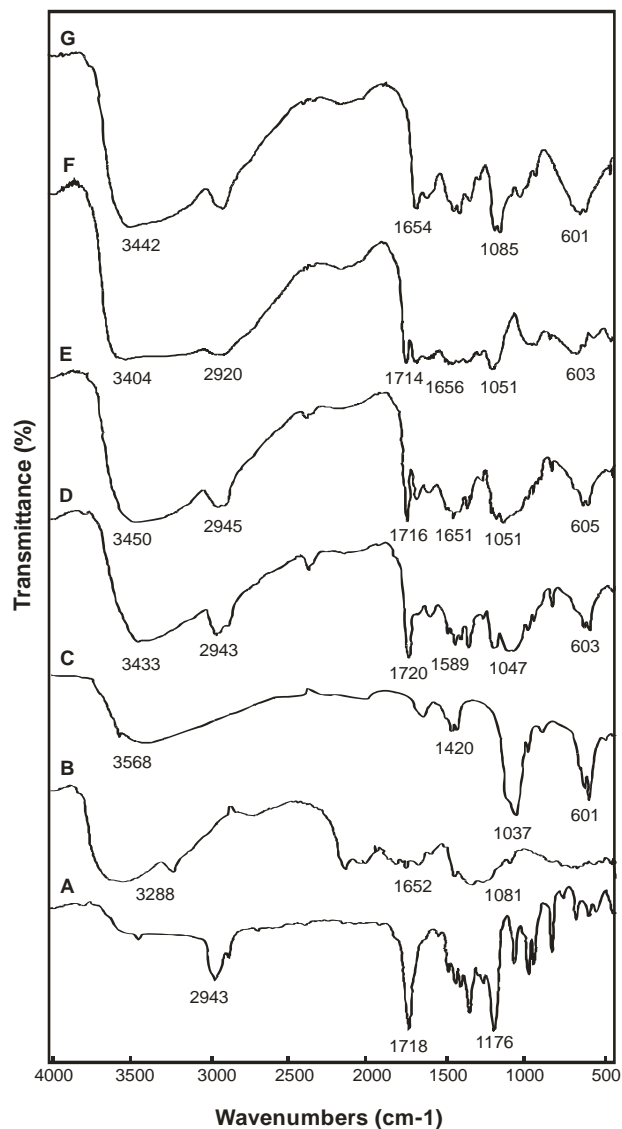 G
3442 1654 1085 601
F
3404 2920 1714 1656 1051 603
E
3450 2945 1716 1651 1051 605
D
3433 2943 1720 1589 1047 603
C
3568 1420 1037 601
B
3288 1652 1081
A
2943 1718 1176
Transmittance (%)
4000 3500 3000 2500 2000 1500 1000 500
Wavenumbers (cm-1)